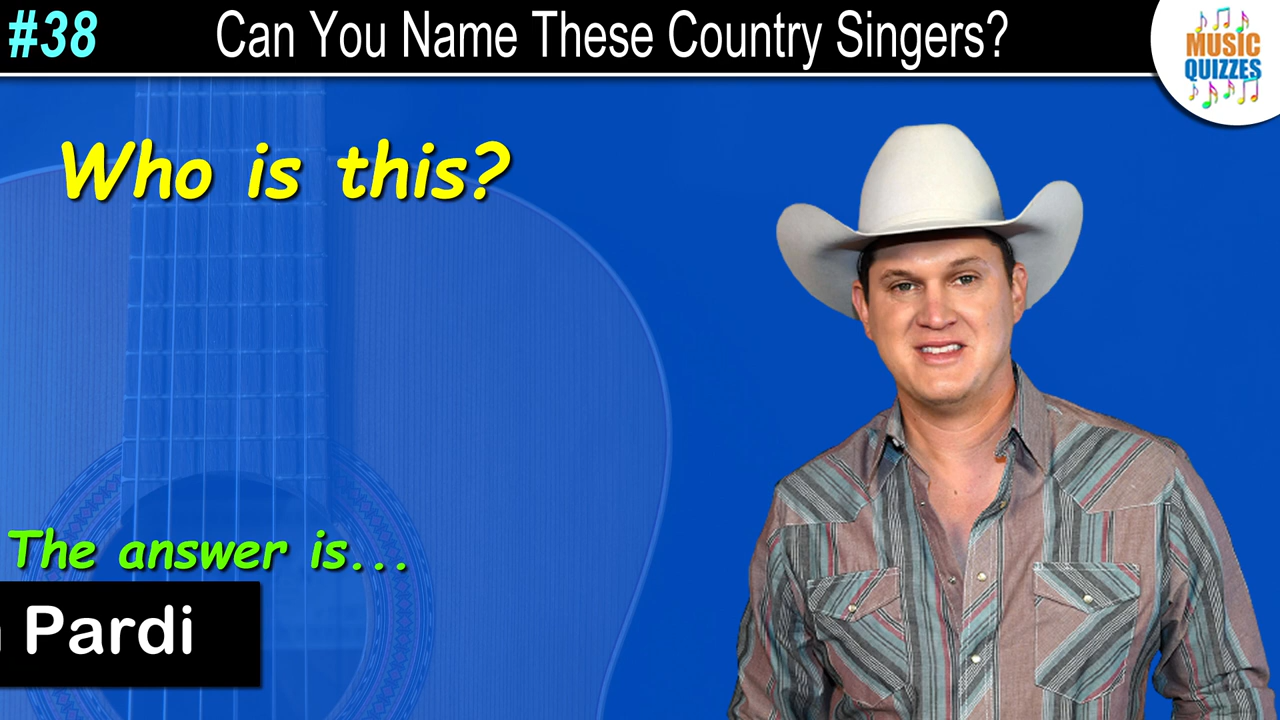 #38 Can You Name These Country Singers?
MUSIC
QUIZZES
Who is this?
The answer is...
Pardi